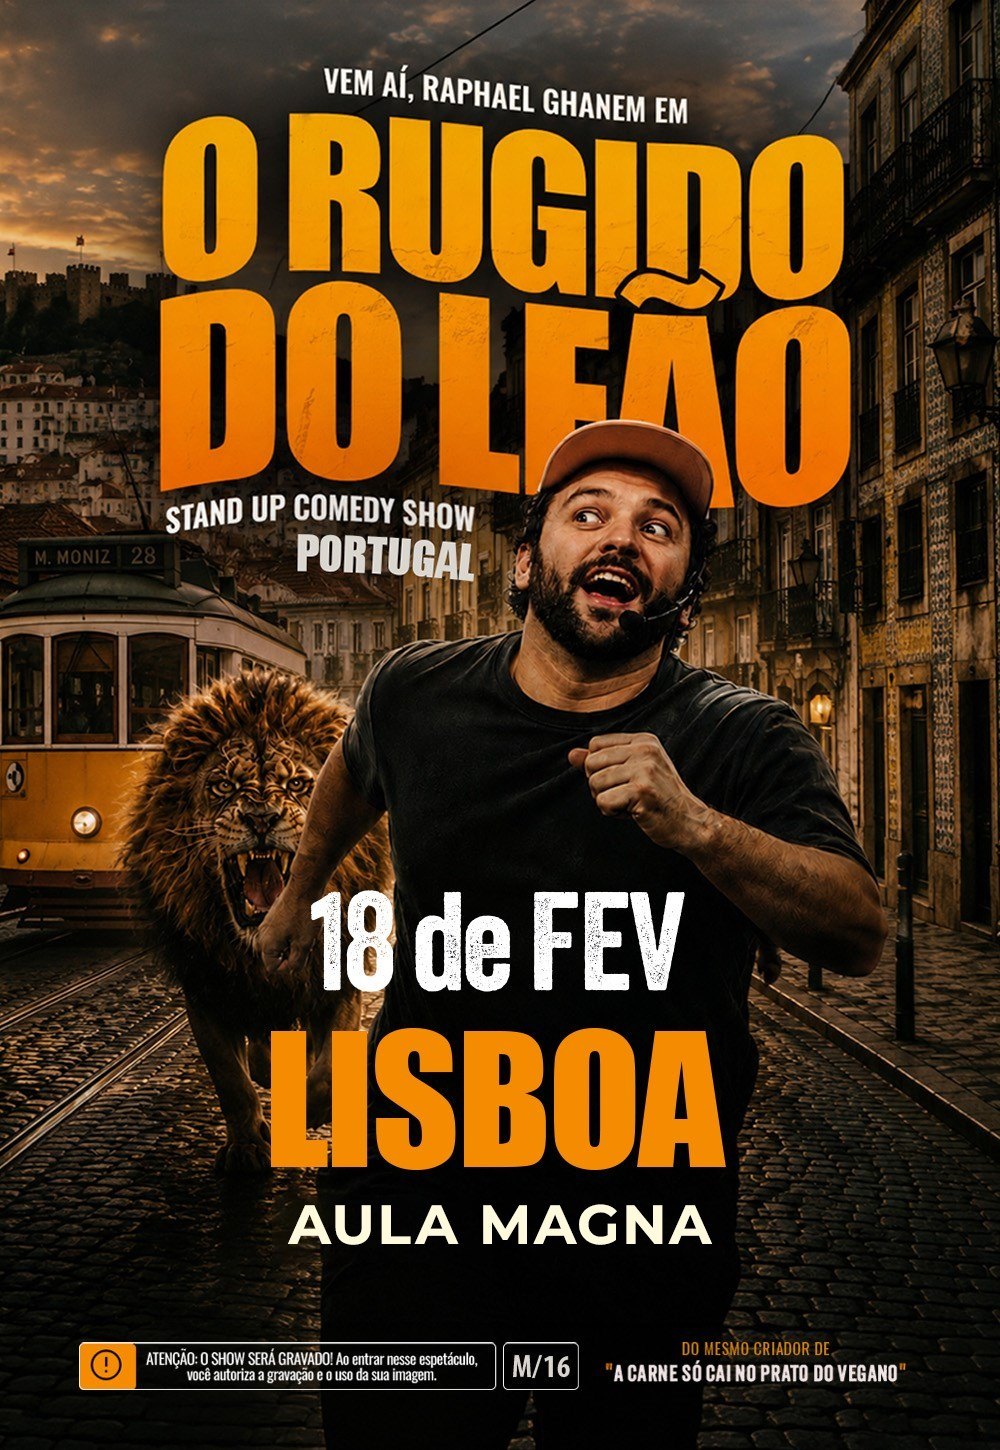 VEM AÍ, RAPHAEL GHANEM EM
O RUGIDO
DO LEÃO
STAND UP COMEDY SHOW
PORTUGAL
M. MONIZ 28
18 de FEV
LISBOA
AULA MAGNA
ATENÇÃO: O SHOW SERÁ GRAVADO! Ao entrar nesse espetáculo,
você autoriza a gravação e o uso da sua imagem.
M/16
DO MESMO CRIADOR DE
"A CARNE SÓ CAI NO PRATO DO VEGANO"